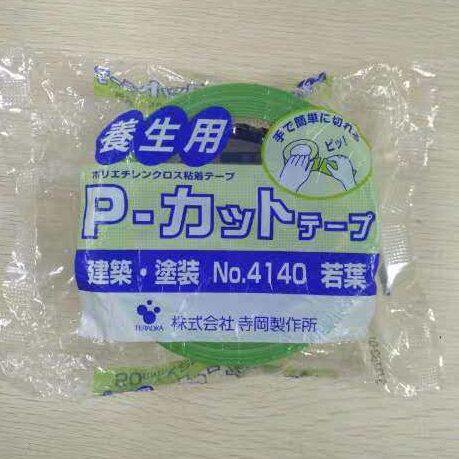 養生用
手で簡単に切れる
ピッ!
ポリエチレンクロス粘着テープ
P-カットテープ
建築・塗装 No.4140 若葉
TERAOKA 株式会社 寺岡製作所